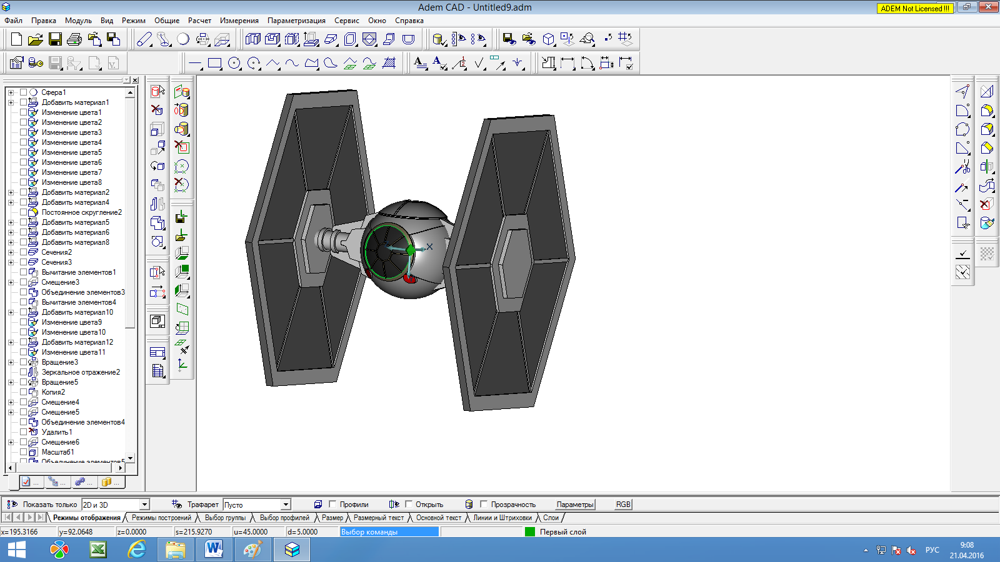 Adem CAD - Untitled9.adm
ADEM Not Licensed !!!
Файл Правка Модуль Вид Режим Общие Расчет Измерения Параметризация Сервис Окно Справка
Сфера1
Добавить материал1
Изменение цвета1
Изменение цвета2
Изменение цвета3
Изменение цвета4
Изменение цвета5
Изменение цвета6
Изменение цвета7
Изменение цвета8
Добавить материал2
Добавить материал4
Постоянное скругление2
Добавить материал5
Добавить материал6
Добавить материал8
Сечения2
Сечения3
Вычитание элементов1
Смещение3
Объединение элементов3
Вычитание элементов4
Добавить материал10
Изменение цвета9
Изменение цвета10
Добавить материал12
Изменение цвета11
Вращение3
Зеркальное отражение2
Вращение5
Копия2
Смещение4
Смещение5
Объединение элементов4
Удалить1
Смещение6
Масштаб1
Объединение элементов5
... ... ... ...
X
Показать только 2D и 3D Трафарет Пусто Профили Открыть Прозрачность Параметры RGB
Режимы отображения Режимы построений Выбор группы Выбор профилей Размер Размерный текст Основной текст Линии и Штриховки Слои
x=195.3166 y=92.0648 z=0.0000 s=215.9270 u=45.0000 d=5.0000 Выбор команды Первый слой
РУС
9:08
21.04.2016